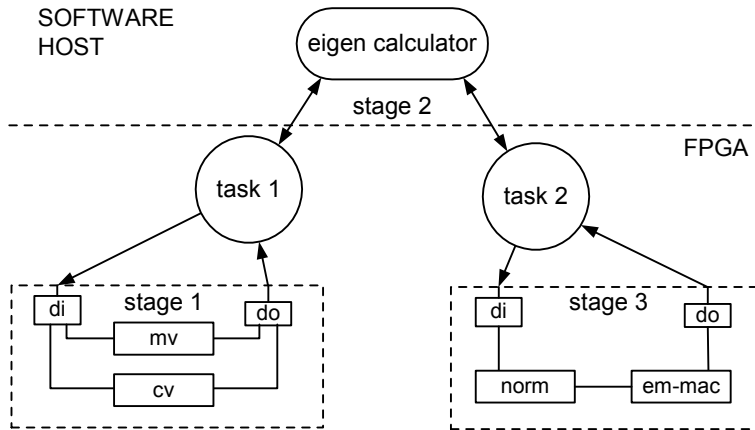 SOFTWARE
HOST
eigen calculator
stage 2
FPGA
task 1
task 2
stage 1
di
do
mv
cv
stage 3
di
do
norm
em-mac